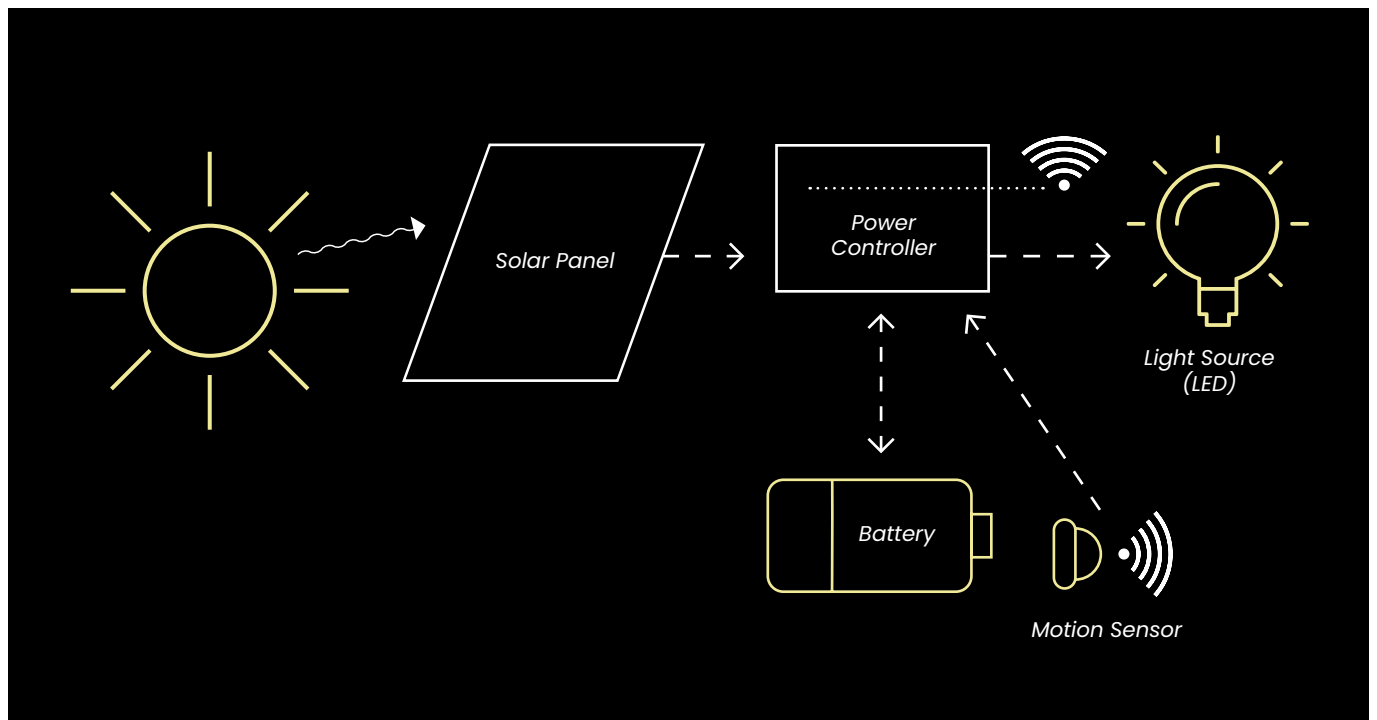 Solar Panel
Power
Controller
Light Source
(LED)
Battery
Motion Sensor